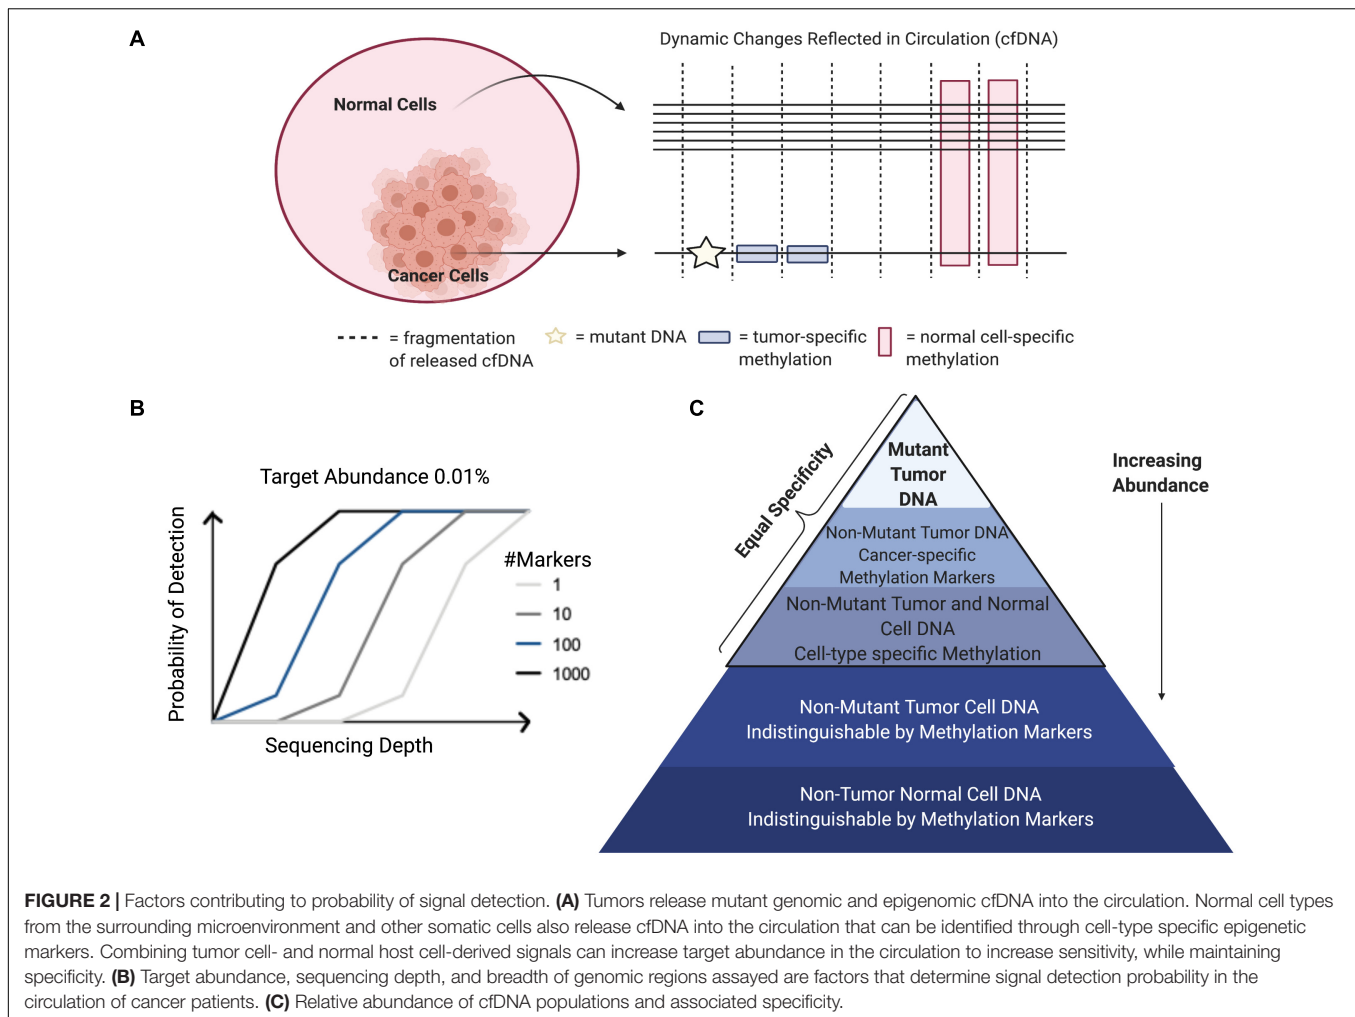 A
Dynamic Changes Reflected in Circulation (cfDNA)
Normal Cells
Cancer Cells
= fragmentation
of released cfDNA
= mutant DNA
= tumor-specific
methylation
= normal cell-specific
methylation
B
Target Abundance 0.01%
Probability of Detection
Sequencing Depth
#Markers
1
10
100
1000
C
Equal Specificity
Mutant
Tumor
DNA
Non-Mutant Tumor DNA
Cancer-specific
Methylation Markers
Non-Mutant Tumor and Normal
Cell DNA
Cell-type specific Methylation
Non-Mutant Tumor Cell DNA
Indistinguishable by Methylation Markers
Non-Tumor Normal Cell DNA
Indistinguishable by Methylation Markers
Increasing
Abundance
FIGURE 2 | Factors contributing to probability of signal detection. (A) Tumors release mutant genomic and epigenomic cfDNA into the circulation. Normal cell types
from the surrounding microenvironment and other somatic cells also release cfDNA into the circulation that can be identified through cell-type specific epigenetic
markers. Combining tumor cell- and normal host cell-derived signals can increase target abundance in the circulation to increase sensitivity, while maintaining
specificity. (B) Target abundance, sequencing depth, and breadth of genomic regions assayed are factors that determine signal detection probability in the
circulation of cancer patients. (C) Relative abundance of cfDNA populations and associated specificity.